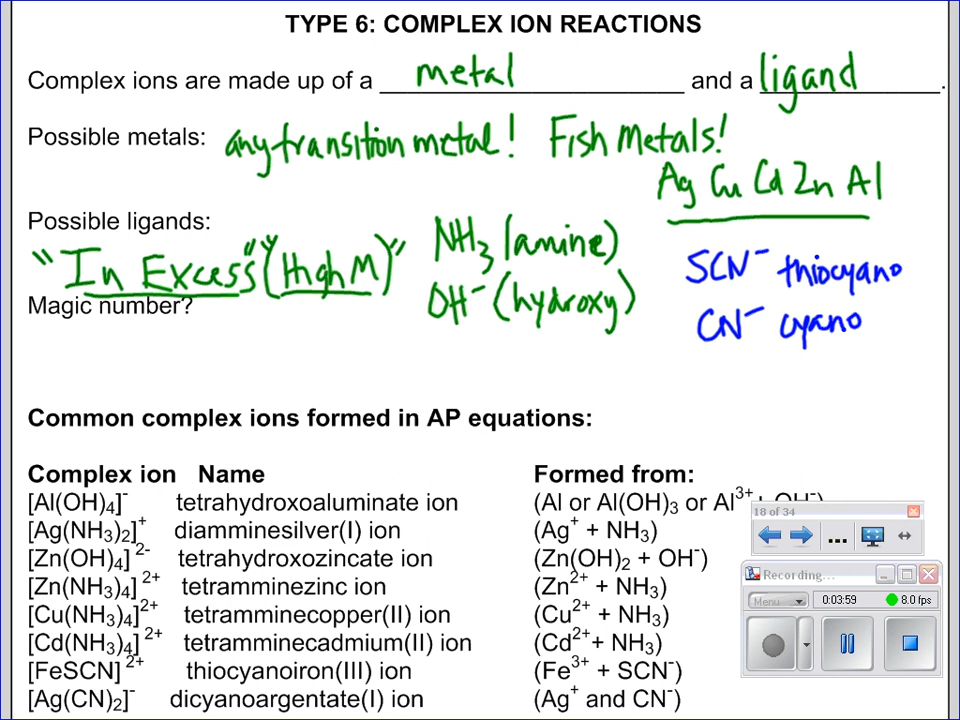 TYPE 6: COMPLEX ION REACTIONS
Complex ions are made up of a metal and a ligand.
Possible metals: any transition metal! Fish Metals!
Ag Cu Cd Zn Al
Possible ligands:
"In Excess" "(High M)" NH₃ (amine) SCN⁻ thiocyano
OH⁻ (hydroxy) CN⁻ cyano
Magic number?
Common complex ions formed in AP equations:
Complex ion Name Formed from:
[Al(OH)₄]⁻ tetrahydroxoaluminate ion (Al or Al(OH)₃ or Al³⁺ + OH⁻)
[Ag(NH₃)₂]⁺ diamminesilver(I) ion (Ag⁺ + NH₃)
[Zn(OH)₄]²⁻ tetrahydroxozincate ion (Zn(OH)₂ + OH⁻)
[Zn(NH₃)₄]²⁺ tetramminezinc ion (Zn²⁺ + NH₃)
[Cu(NH₃)₄]²⁺ tetramminecopper(II) ion (Cu²⁺ + NH₃)
[Cd(NH₃)₄]²⁺ tetramminecadmium(II) ion (Cd²⁺ + NH₃)
[FeSCN]²⁺ thiocyanoiron(III) ion (Fe³⁺ + SCN⁻)
[Ag(CN)₂]⁻ dicyanoargentate(I) ion (Ag⁺ and CN⁻)
18 of 34
...
Recording...
Menu 0:03:59 8.0 fps